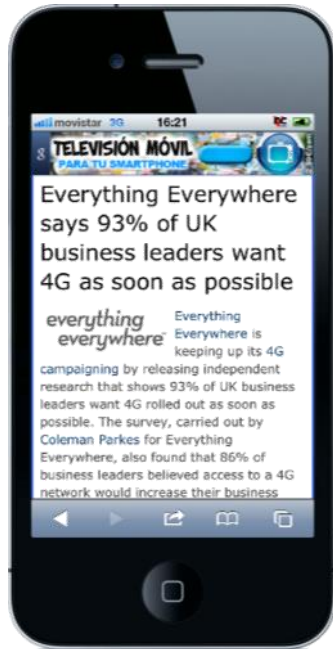 movistar 3G 16:21
S TELEVISIÓN MÓVIL
PARA TU SMARTPHONE
Everything Everywhere
says 93% of UK
business leaders want
4G as soon as possible
everything
everywhere
Everything
Everywhere is
keeping up its 4G
campaigning by releasing independent
research that shows 93% of UK business
leaders want 4G rolled out as soon as
possible. The survey, carried out by
Coleman Parkes for Everything
Everywhere, also found that 86% of
business leaders believed access to a 4G
network would increase their business